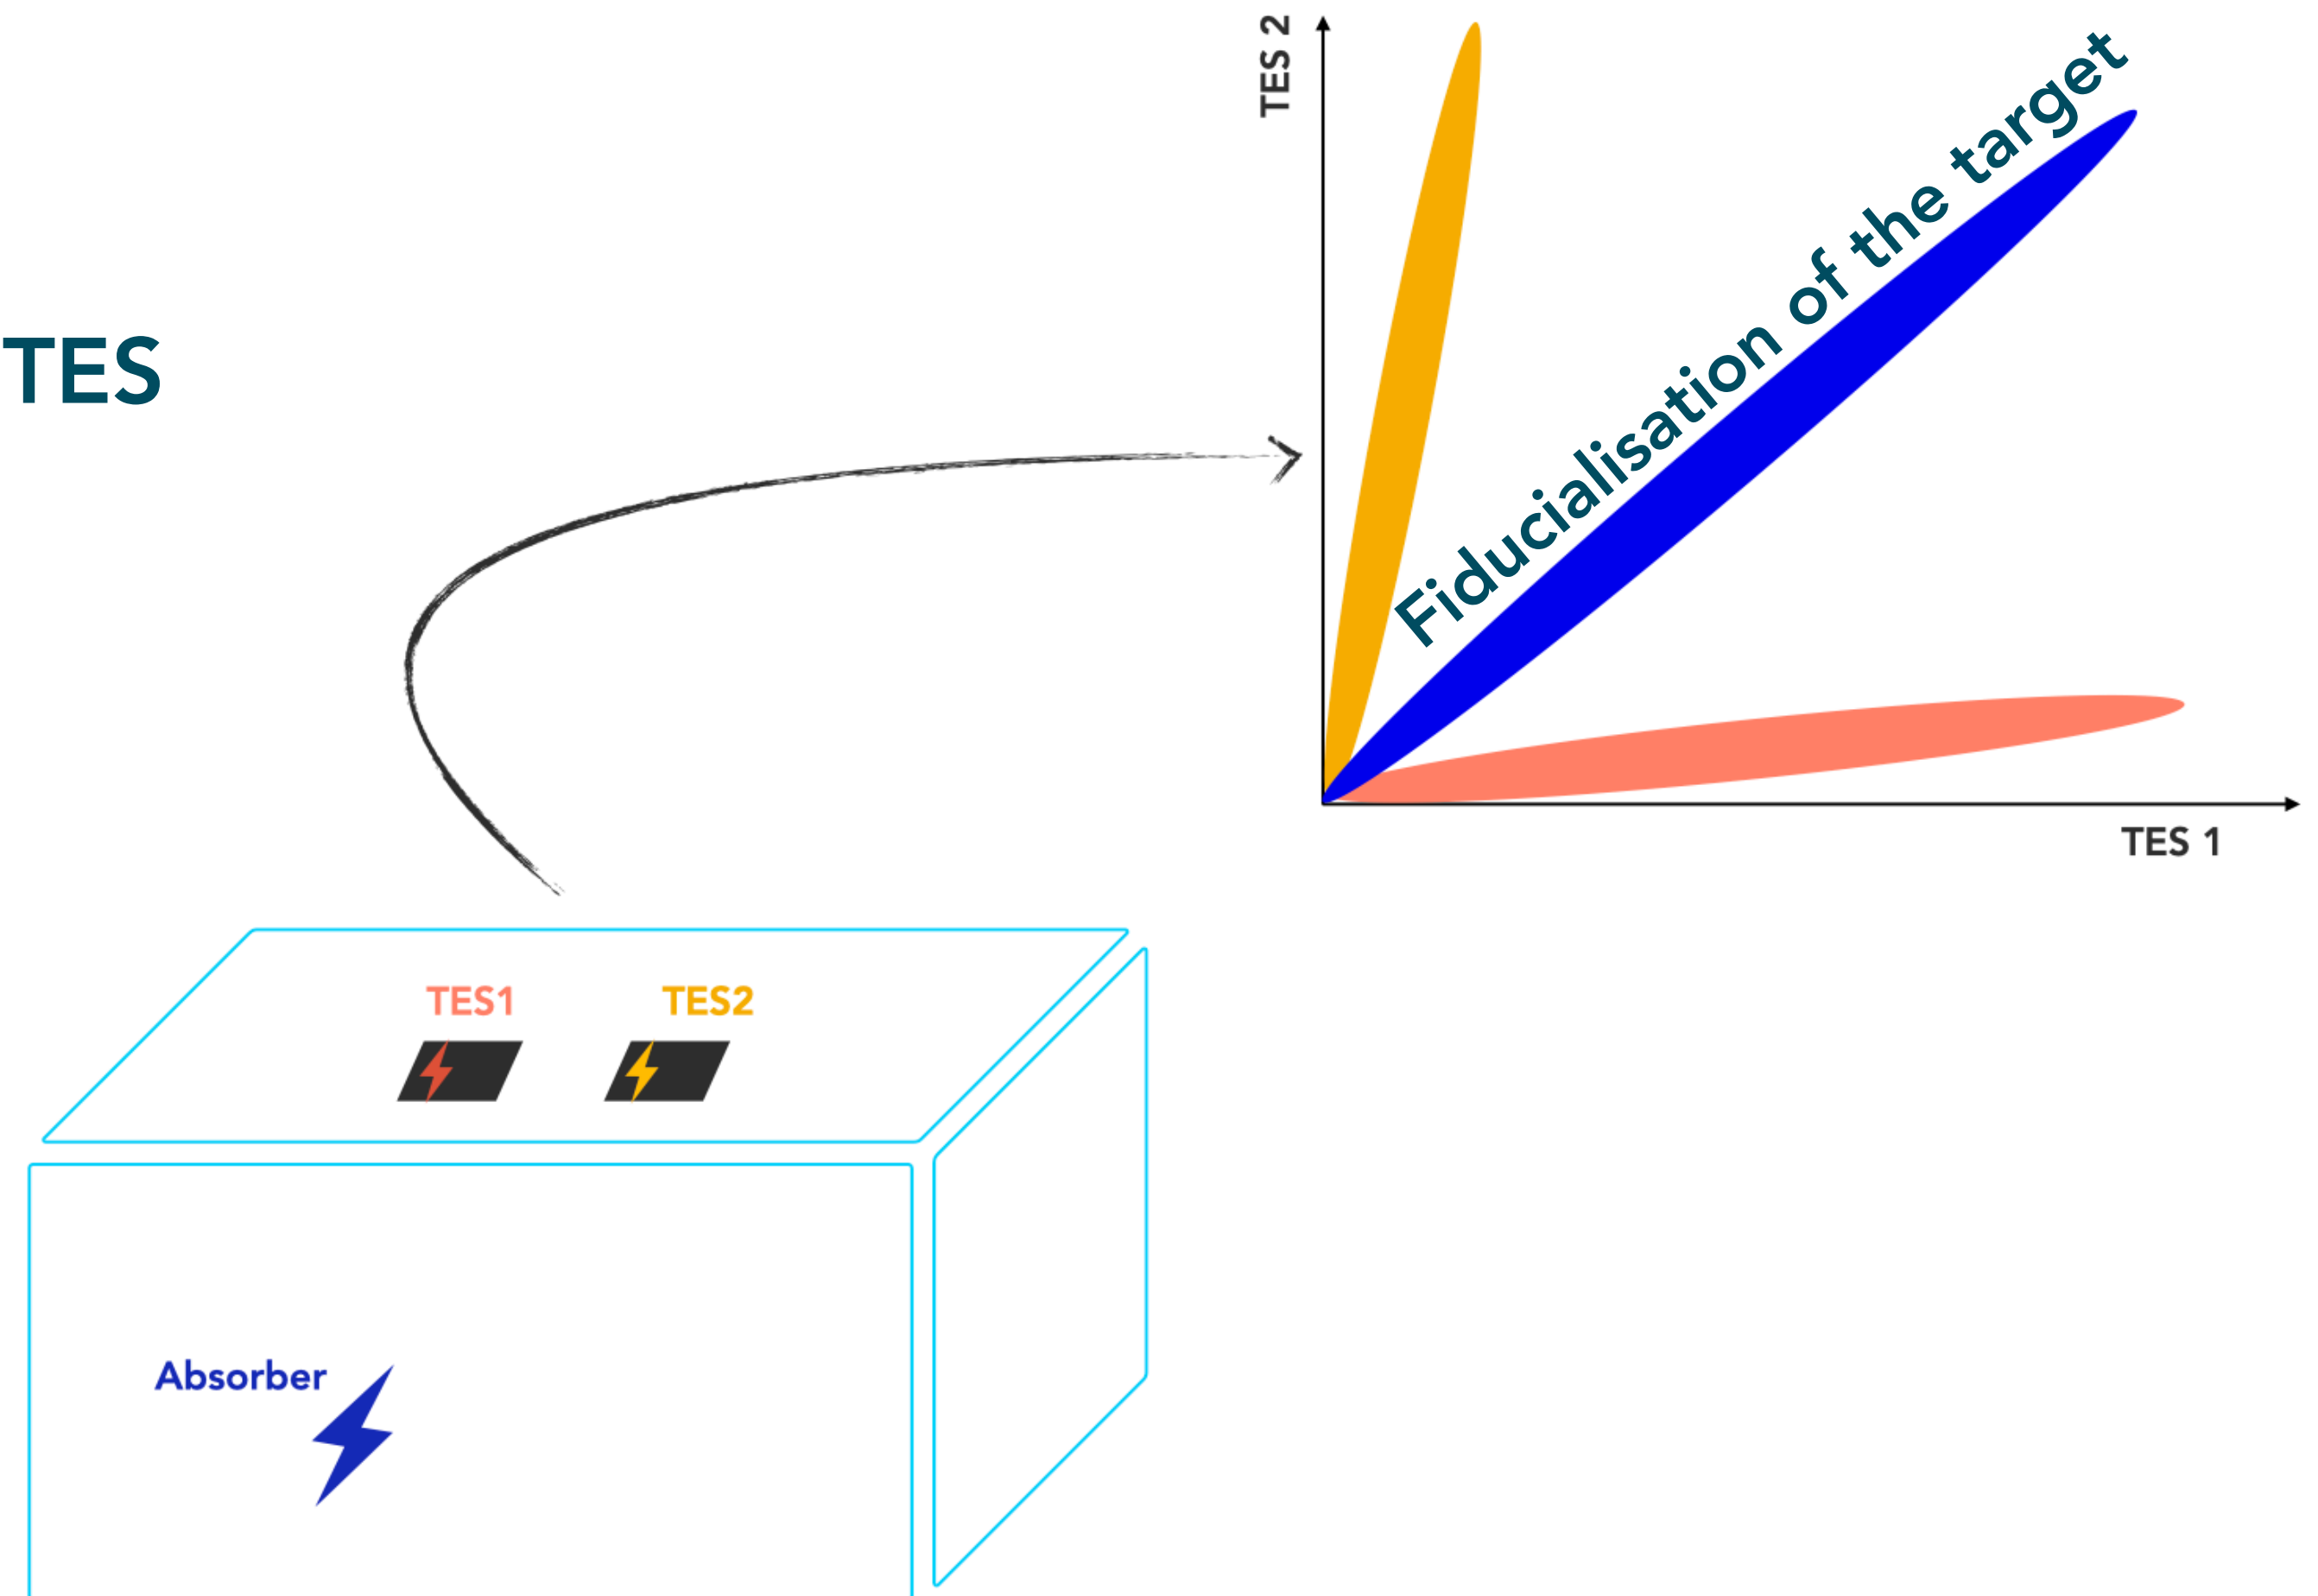 TES
TES 2
Fiducialisation of the target
TES 1
TES1
TES2
Absorber